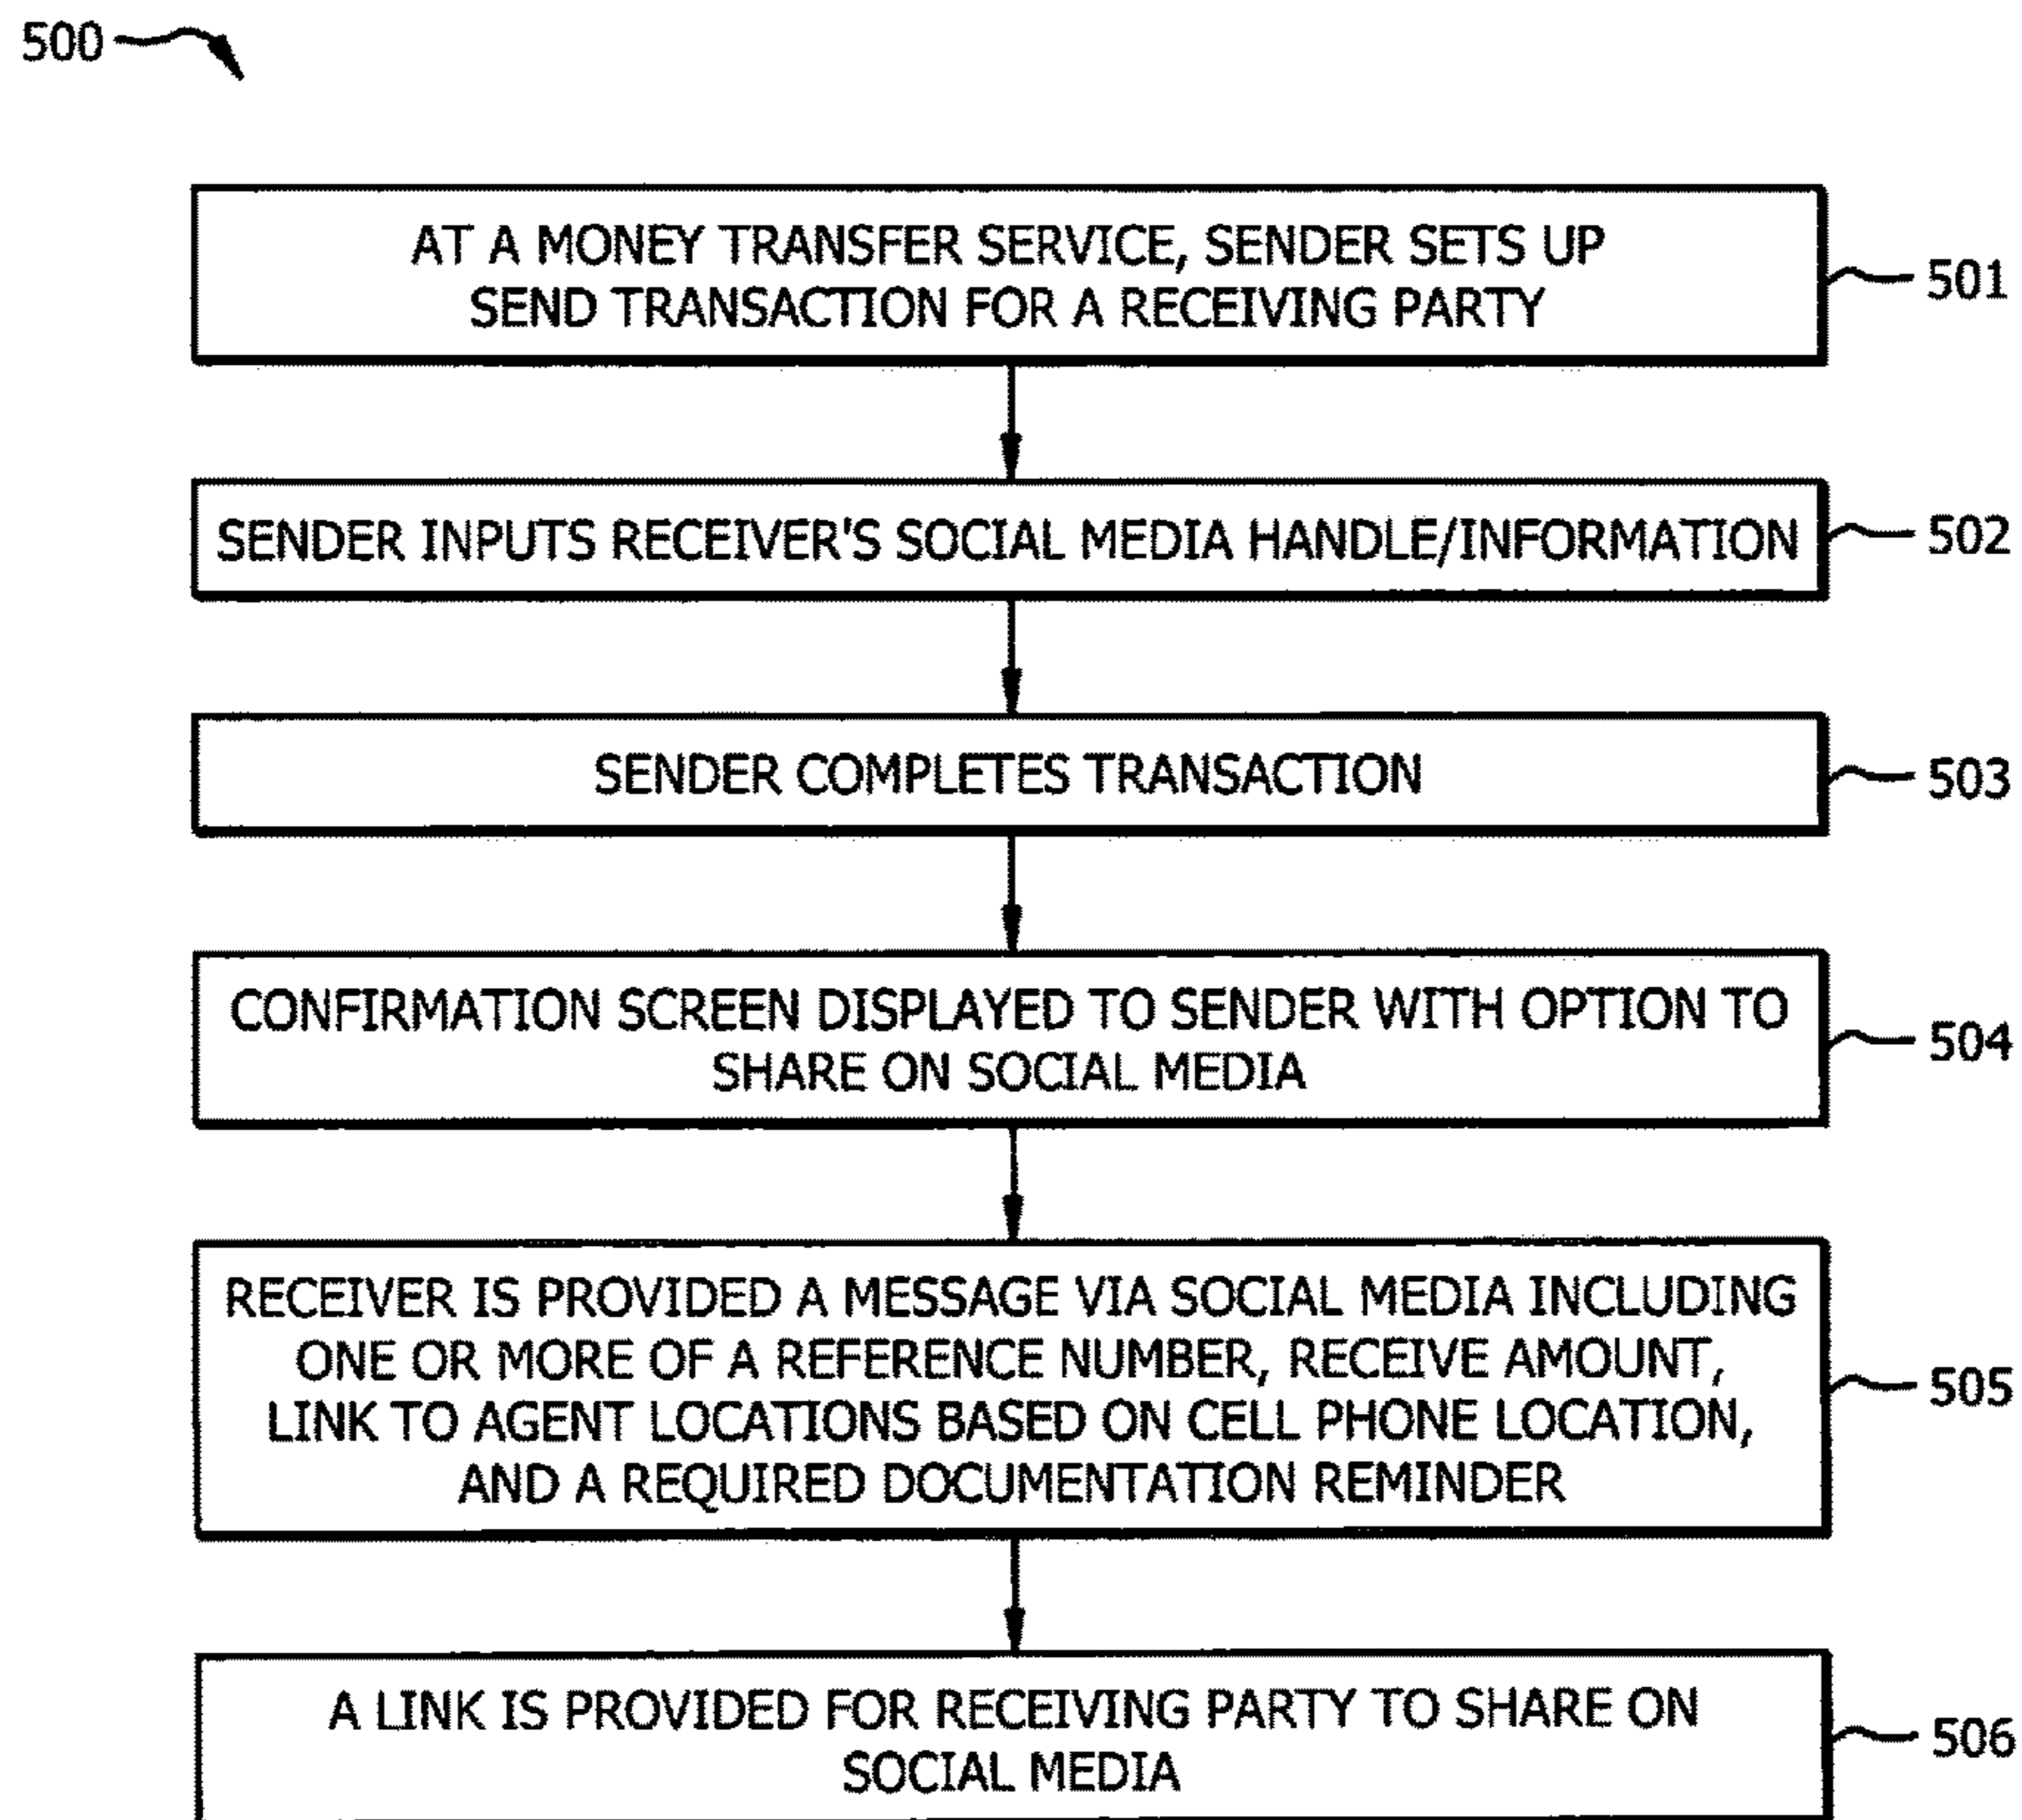 500
AT A MONEY TRANSFER SERVICE, SENDER SETS UP
SEND TRANSACTION FOR A RECEIVING PARTY
501
SENDER INPUTS RECEIVER'S SOCIAL MEDIA HANDLE/INFORMATION
502
SENDER COMPLETES TRANSACTION
503
CONFIRMATION SCREEN DISPLAYED TO SENDER WITH OPTION TO
SHARE ON SOCIAL MEDIA
504
RECEIVER IS PROVIDED A MESSAGE VIA SOCIAL MEDIA INCLUDING
ONE OR MORE OF A REFERENCE NUMBER, RECEIVE AMOUNT,
LINK TO AGENT LOCATIONS BASED ON CELL PHONE LOCATION,
AND A REQUIRED DOCUMENTATION REMINDER
505
A LINK IS PROVIDED FOR RECEIVING PARTY TO SHARE ON
SOCIAL MEDIA
506